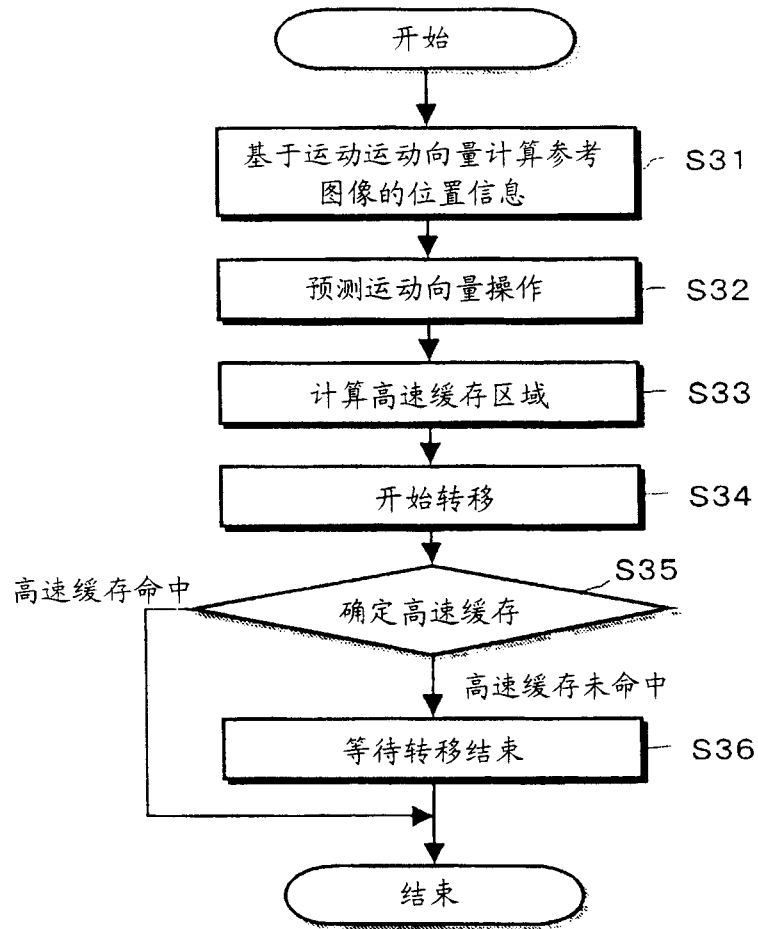 开始
基于运动运动向量计算参考
图像的位置信息
S31
预测运动向量操作
S32
计算高速缓存区域
S33
开始转移
S34
S35
高速缓存命中
确定高速缓存
高速缓存未命中
等待转移结束
S36
结束